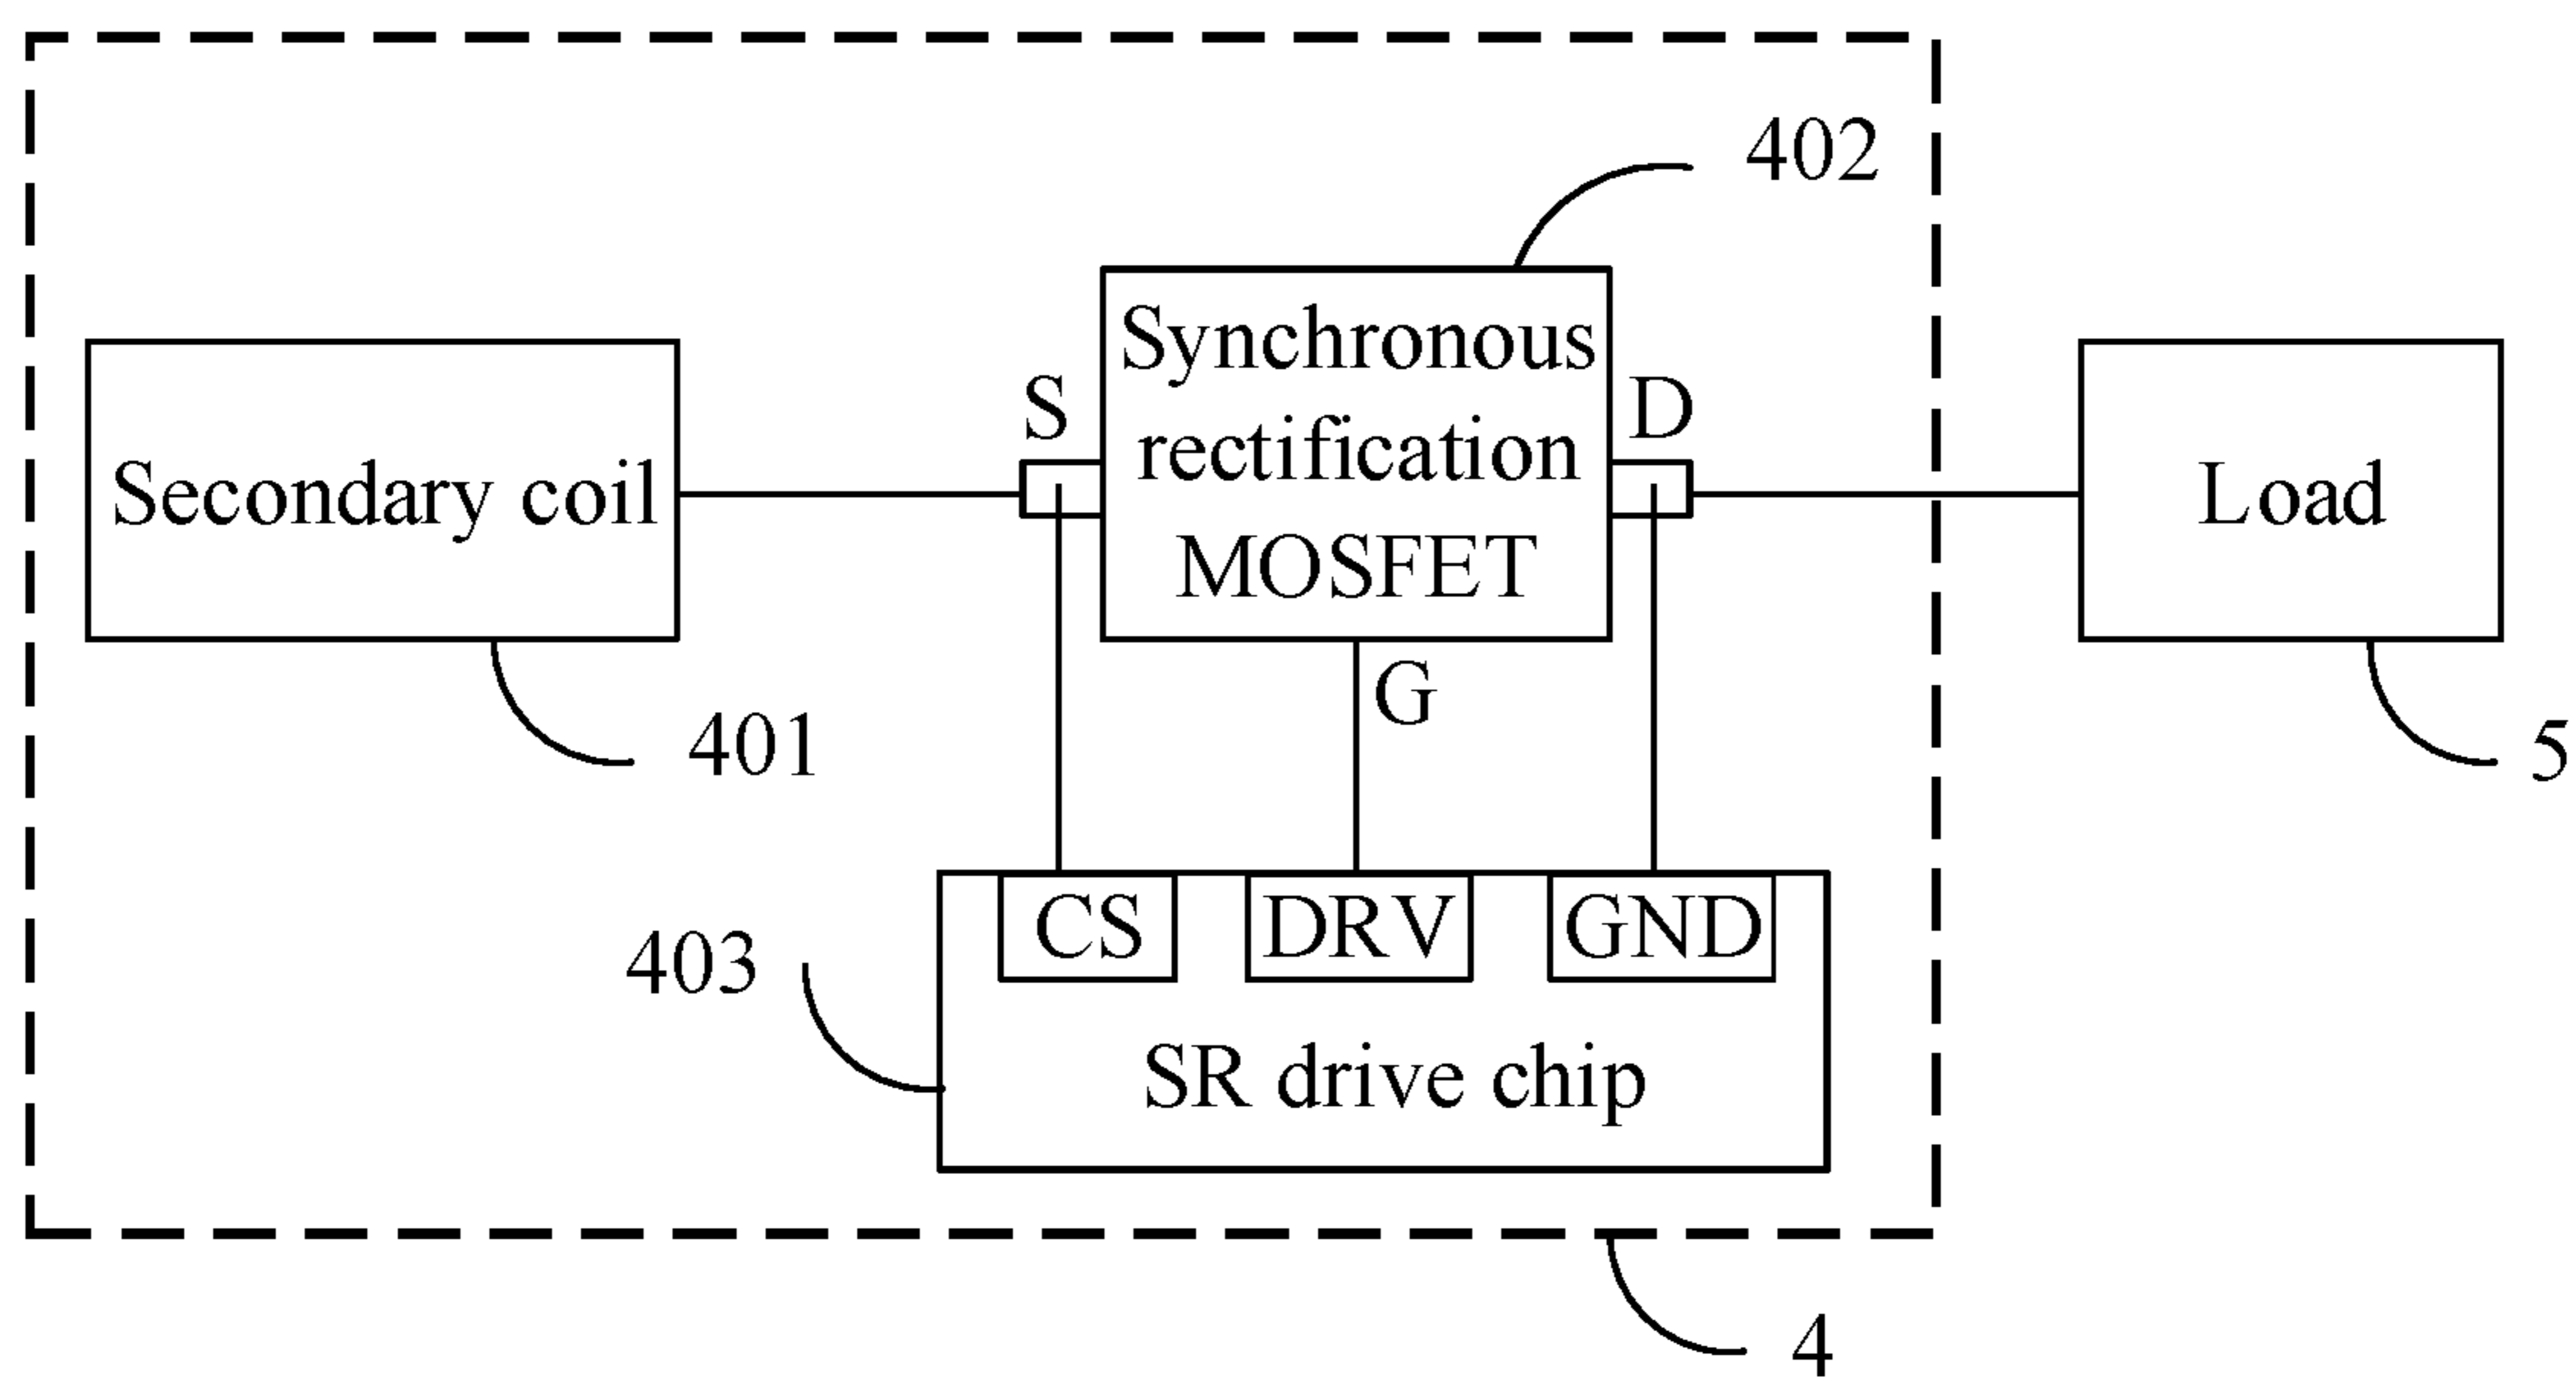 402
Synchronous
rectification
MOSFET
S
D
G
Secondary coil
Load
401
5
CS
DRV
GND
403
SR drive chip
4